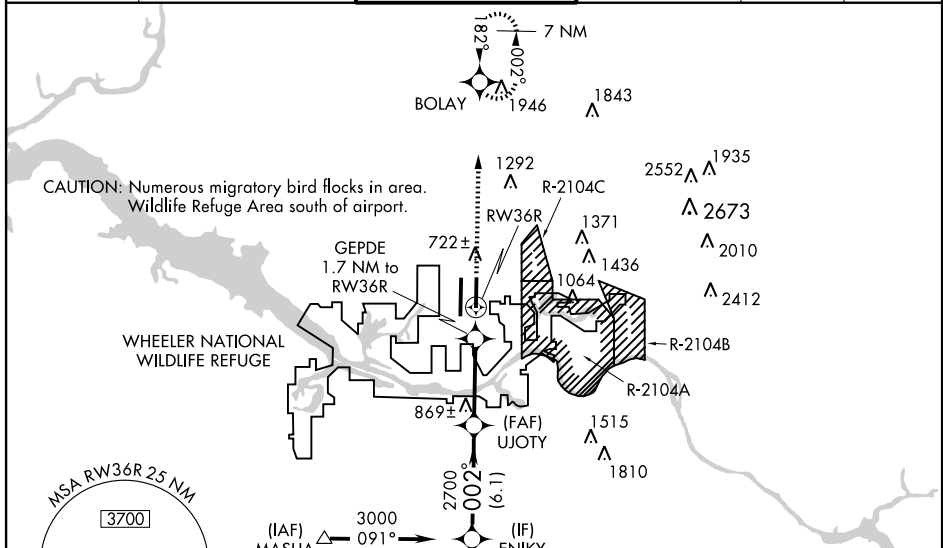 182°
002°
7 NM
BOLAY
1946
1843
CAUTION: Numerous migratory bird flocks in area.
Wildlife Refuge Area south of airport.
1292
R-2104C
2552
1935
2673
RW36R
1371
722±
GEPDE
1.7 NM to
RW36R
1436
2010
1064
2412
WHEELER NATIONAL
WILDLIFE REFUGE
R-2104B
R-2104A
869±
(FAF)
UJOTY
1515
1810
2700
002°
(6.1)
MSA RW36R 25 NM
3700
(IAF)
3000
091°
(IF)